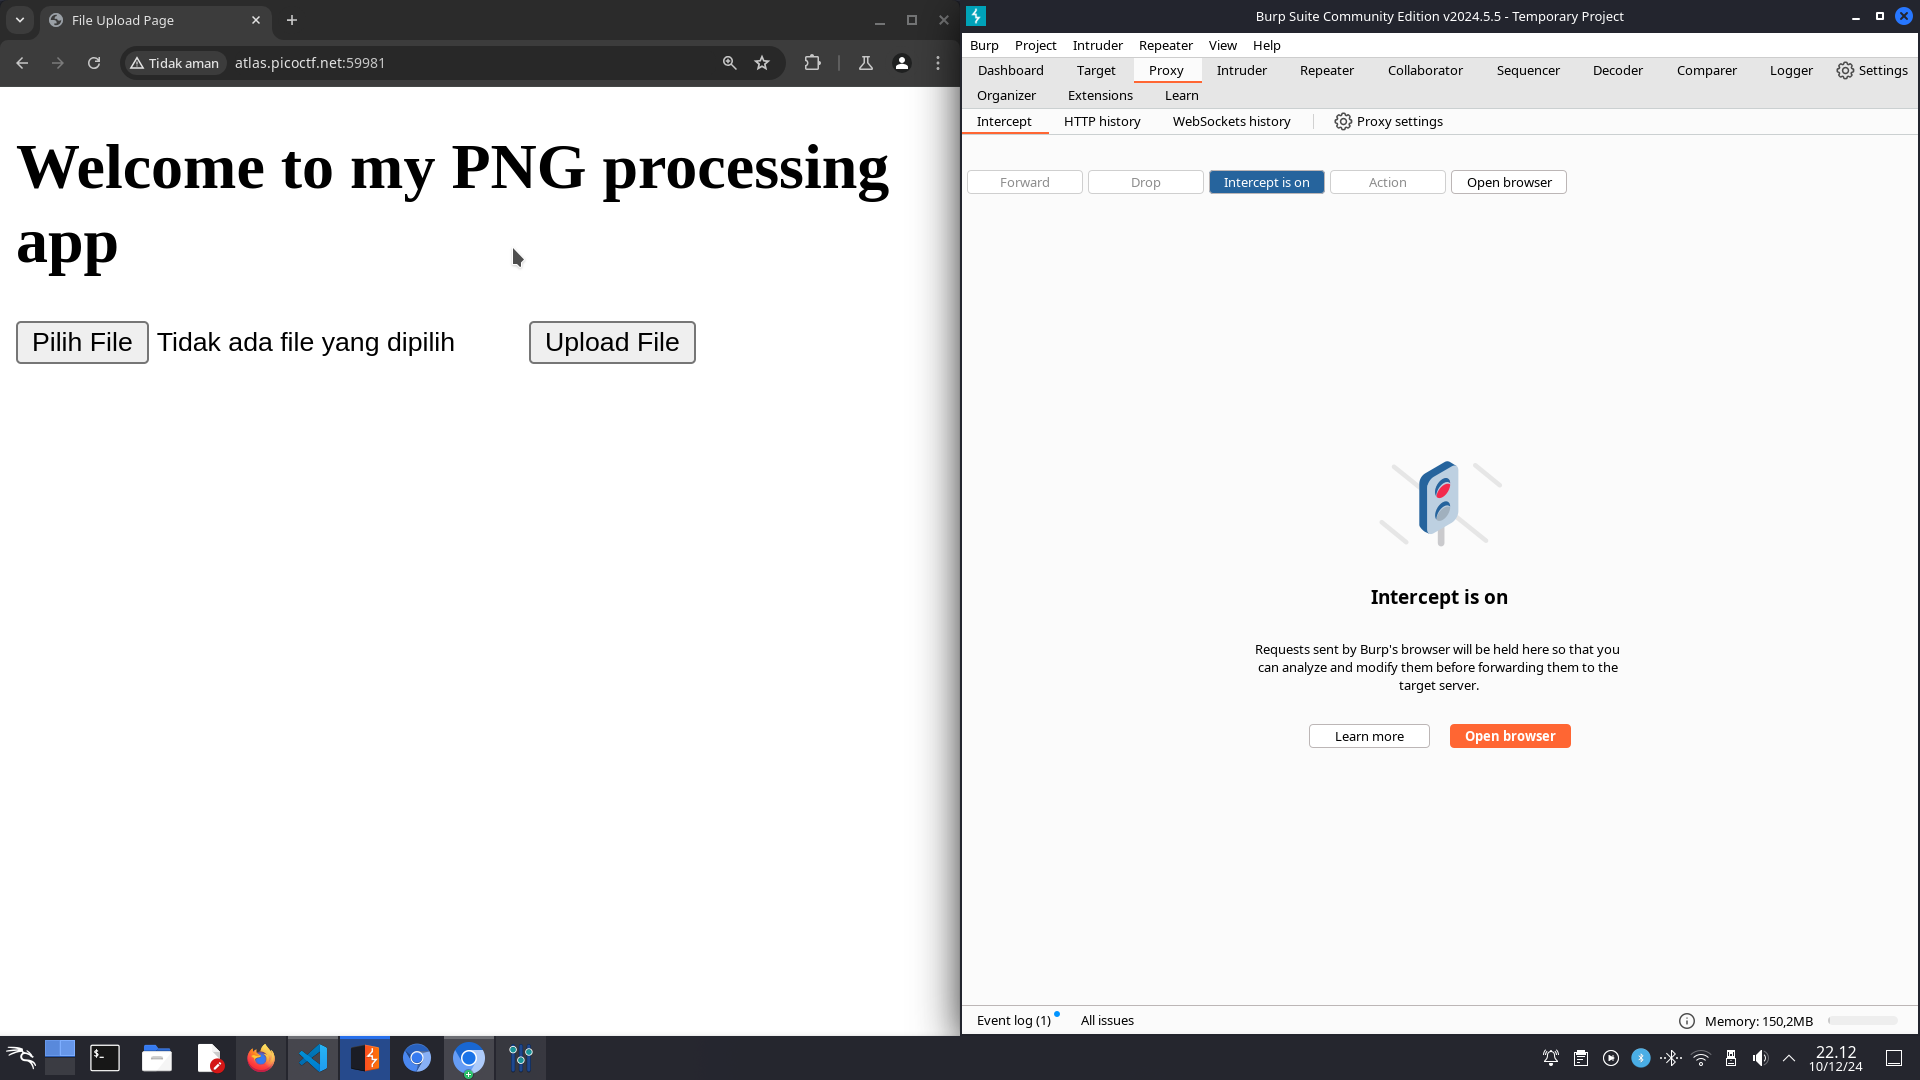 File Upload Page
Tidak aman
atlas.picoctf.net:59981
Welcome to my PNG processing
app
Pilih File
Tidak ada file yang dipilih
Upload File
Burp Suite Community Edition v2024.5.5 - Temporary Project
Burp Project Intruder Repeater View Help
Dashboard Target Proxy Intruder Repeater Collaborator Sequencer Decoder Comparer Logger Settings
Organizer Extensions Learn
Intercept HTTP history WebSockets history Proxy settings
Forward Drop Intercept is on Action Open browser
Intercept is on
Requests sent by Burp's browser will be held here so that you
can analyze and modify them before forwarding them to the
target server.
Learn more Open browser
Event log (1) All issues Memory: 150,2MB
22.12
10/12/24